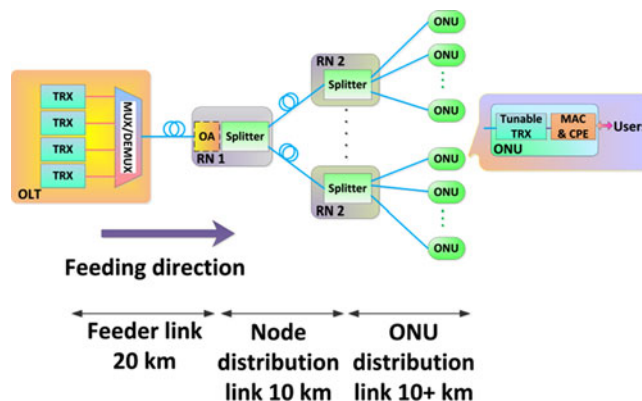 TRX
TRX
TRX
TRX
MUX/DEMUX
OLT
OA
Splitter
RN 1
RN 2
Splitter
Splitter
RN 2
ONU
ONU
ONU
ONU
ONU
ONU
Tunable
TRX
MAC
& CPE
ONU
User
Feeding direction
Feeder link
20 km
Node
distribution
link 10 km
ONU
distribution
link 10+ km